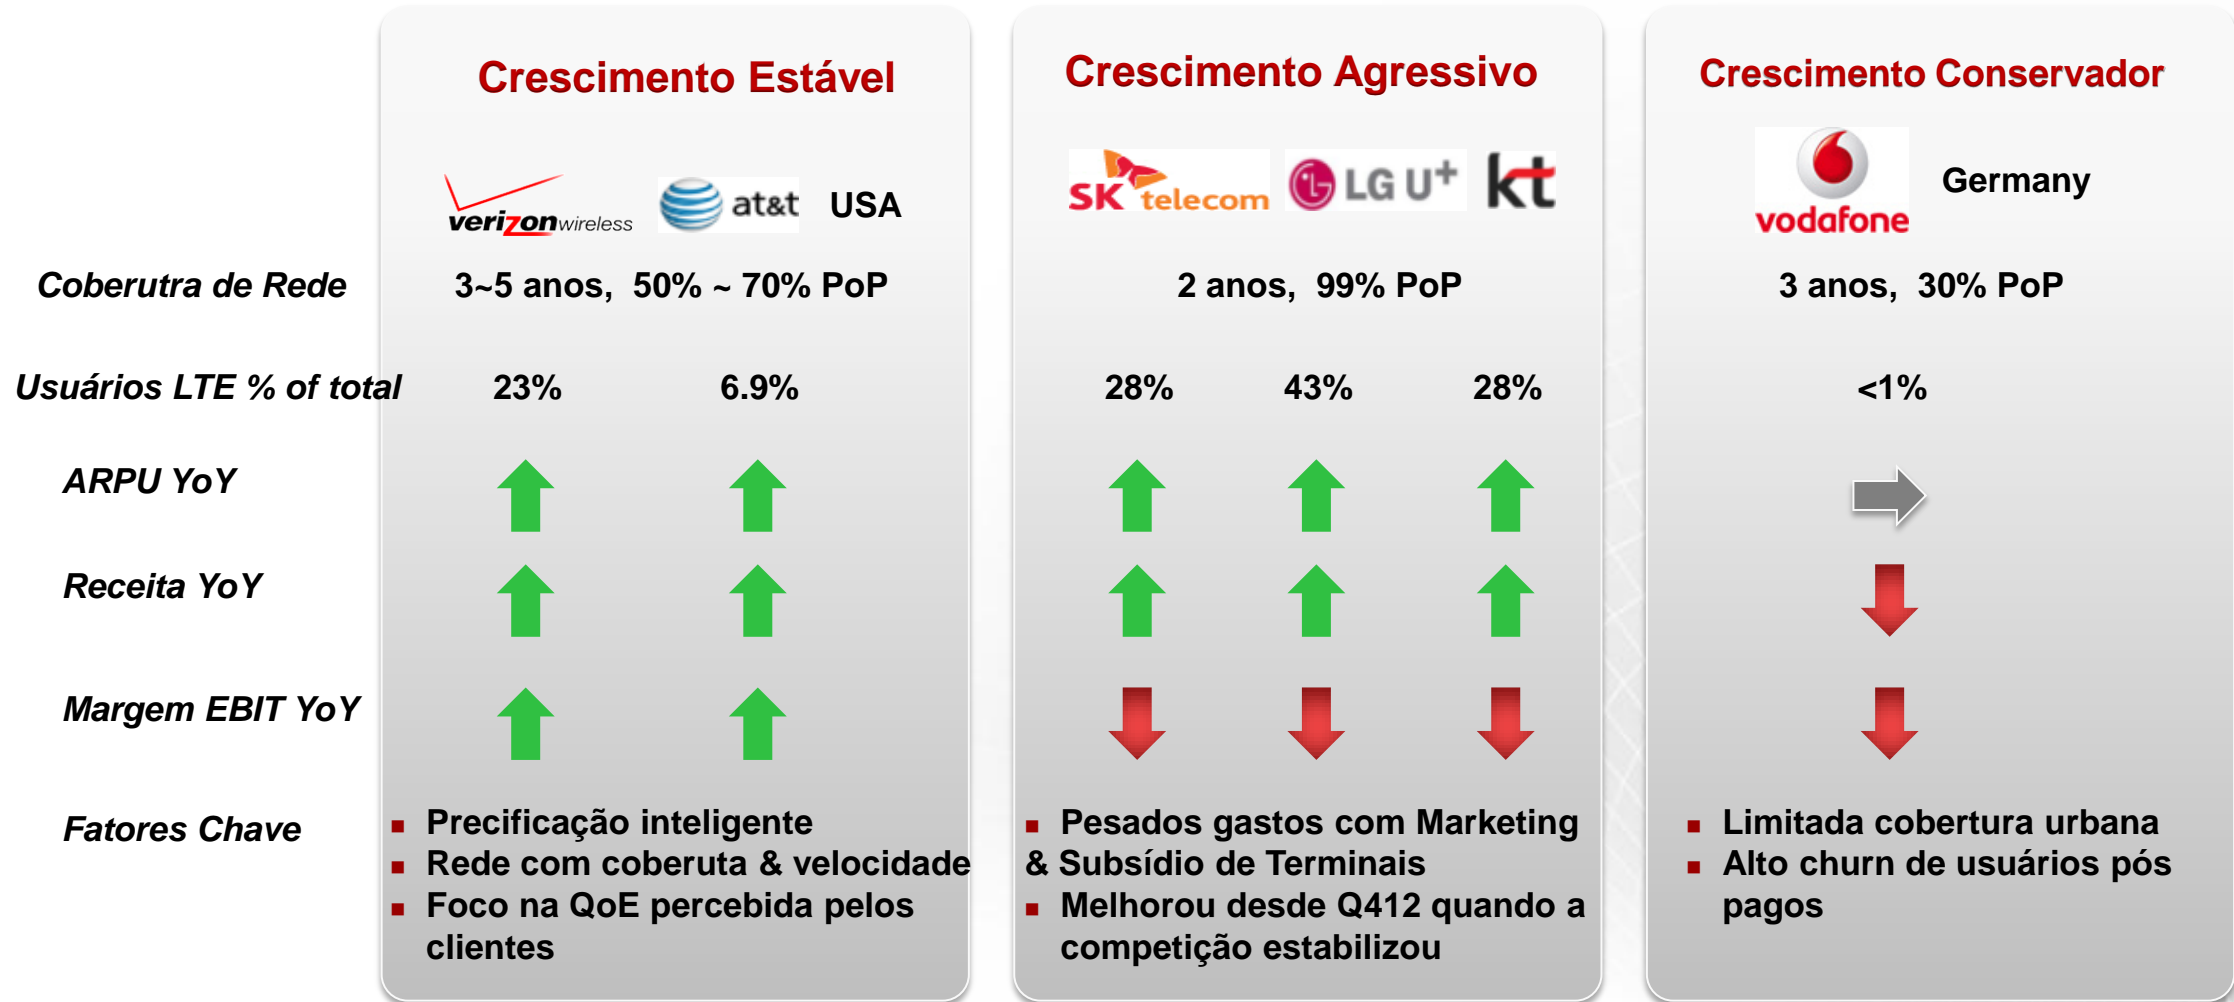 Crescimento Estável
Crescimento Agressivo
Crescimento Conservador
verizonwireless
at&t
USA
SK telecom
LG U+
kt
vodafone
Germany
Coberutra de Rede
3~5 anos, 50% ~ 70% PoP
2 anos, 99% PoP
3 anos, 30% PoP
Usuários LTE % of total
23%
6.9%
28%
43%
28%
<1%
ARPU YoY
Receita YoY
Margem EBIT YoY
Fatores Chave
▪ Precificação inteligente
▪ Rede com coberuta & velocidade
▪ Foco na QoE percebida pelos
clientes
▪ Pesados gastos com Marketing
& Subsídio de Terminais
▪ Melhorou desde Q412 quando a
competição estabilizou
▪ Limitada cobertura urbana
▪ Alto churn de usuários pós
pagos